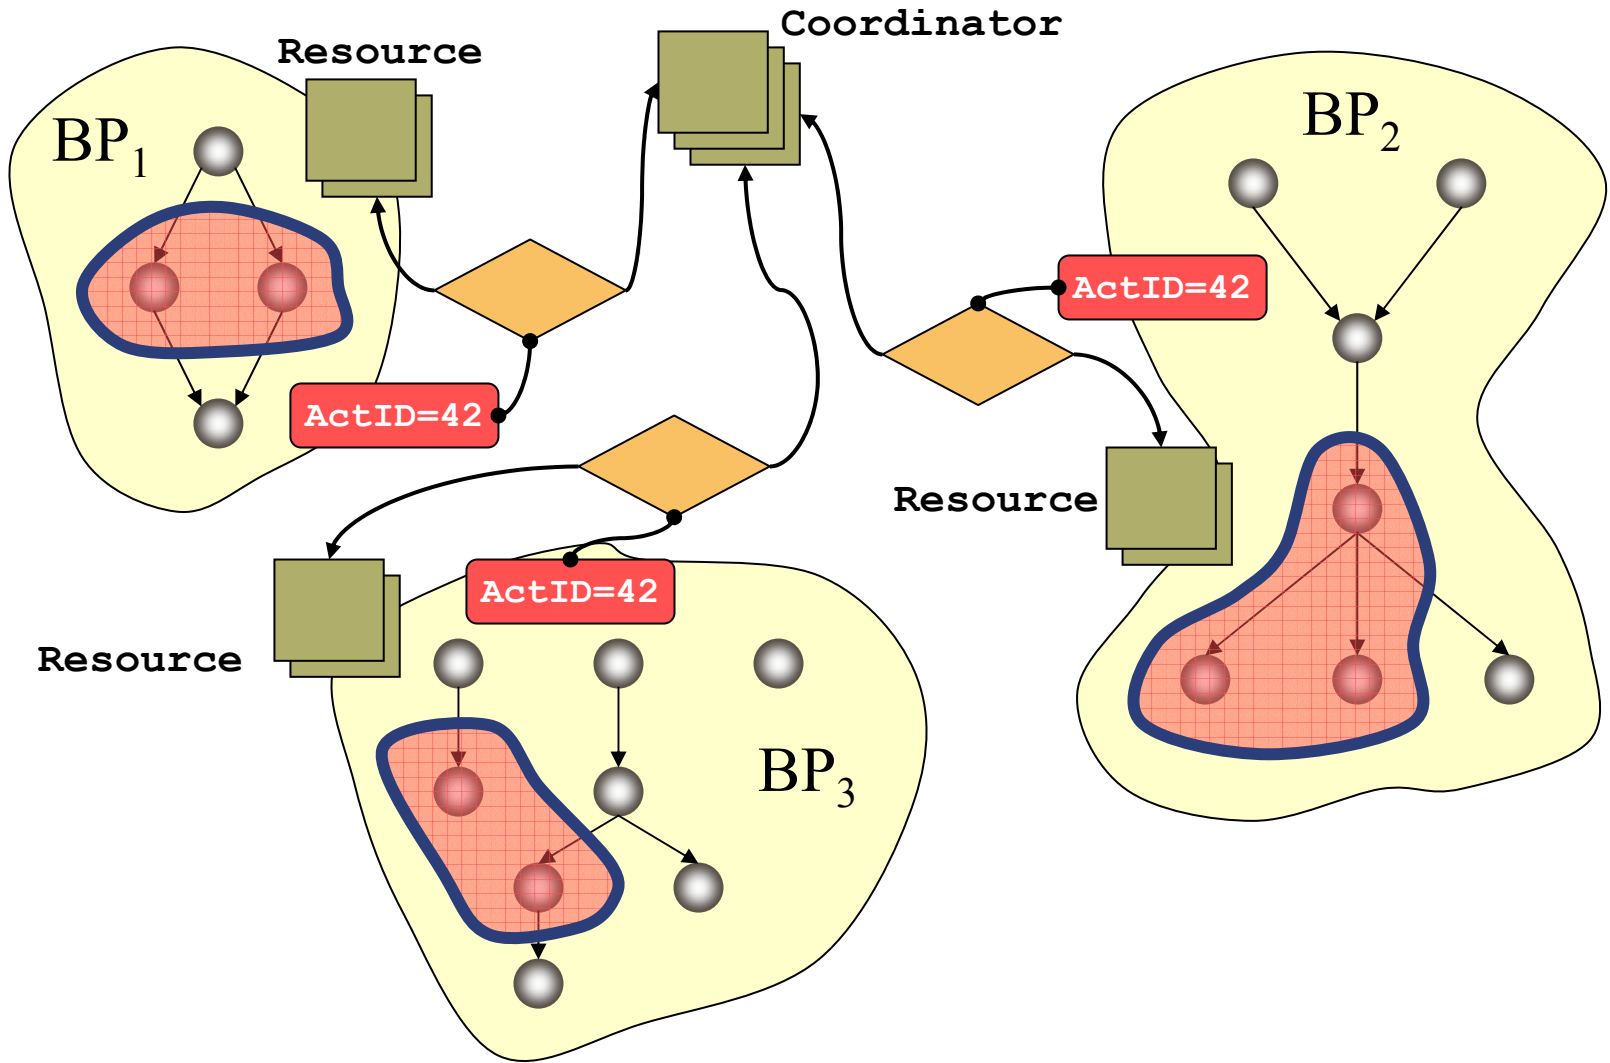 Coordinator
Resource
BP1
BP2
ActID=42
ActID=42
Resource
ActID=42
Resource
BP3